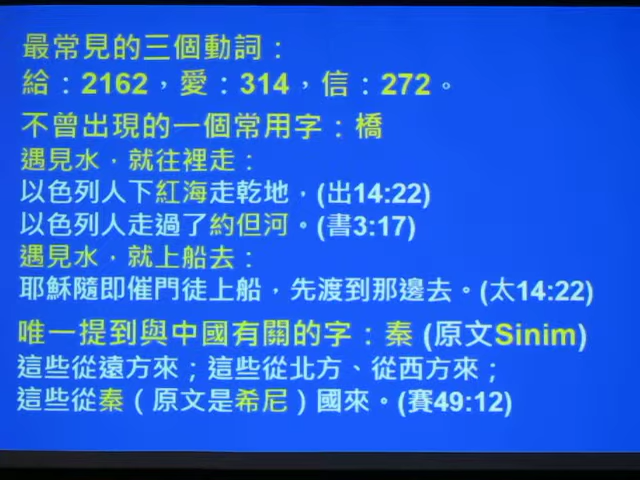 最常見的三個動詞：
給：2162，愛：314，信：272。
不曾出現的一個常用字：橋
遇見水，就往裡走：
以色列人下紅海走乾地，(出14:22)
以色列人走過了約但河。(書3:17)
遇見水，就上船去：
耶穌隨即催門徒上船，先渡到那邊去。(太14:22)
唯一提到與中國有關的字：秦 (原文Sinim)
這些從遠方來；這些從北方、從西方來；
這些從秦（原文是希尼）國來。(賽49:12)